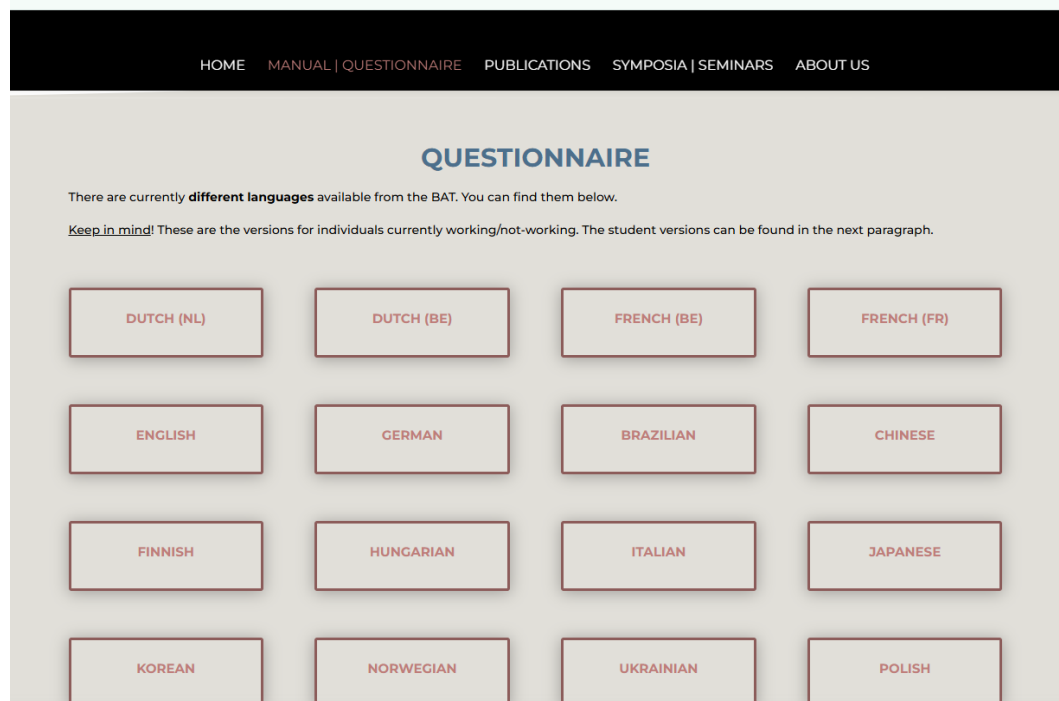 HOME MANUAL | QUESTIONNAIRE PUBLICATIONS SYMPOSIA | SEMINARS ABOUT US
QUESTIONNAIRE
There are currently different languages available from the BAT. You can find them below.
Keep in mind! These are the versions for individuals currently working/not-working. The student versions can be found in the next paragraph.
DUTCH (NL) DUTCH (BE) FRENCH (BE) FRENCH (FR)
ENGLISH GERMAN BRAZILIAN CHINESE
FINNISH HUNGARIAN ITALIAN JAPANESE
KOREAN NORWEGIAN UKRAINIAN POLISH